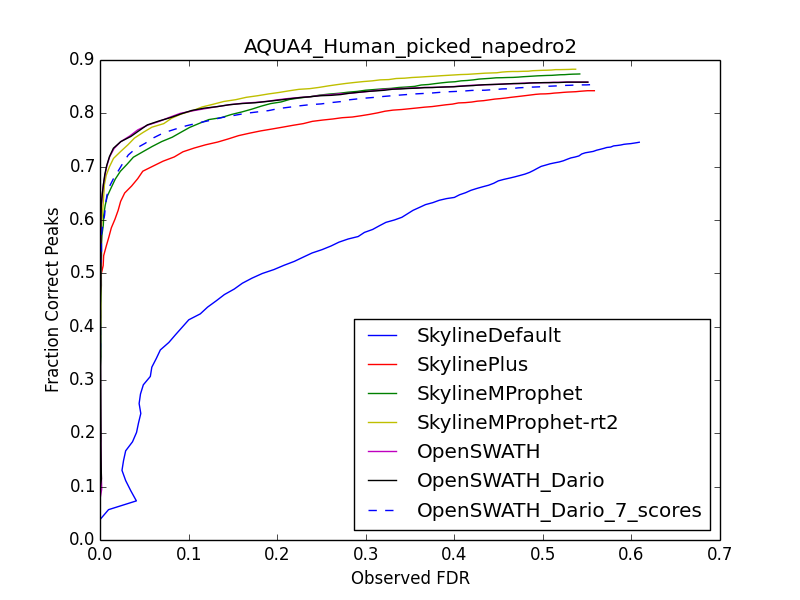 AQUA4_Human_picked_napedro2
0.9
0.8
0.7
0.6
0.5
0.4
0.3
0.2
0.1
0.0
Fraction Correct Peaks
SkylineDefault
SkylinePlus
SkylineMProphet
SkylineMProphet-rt2
OpenSWATH
OpenSWATH_Dario
OpenSWATH_Dario_7_scores
0.0 0.1 0.2 0.3 0.4 0.5 0.6 0.7
Observed FDR